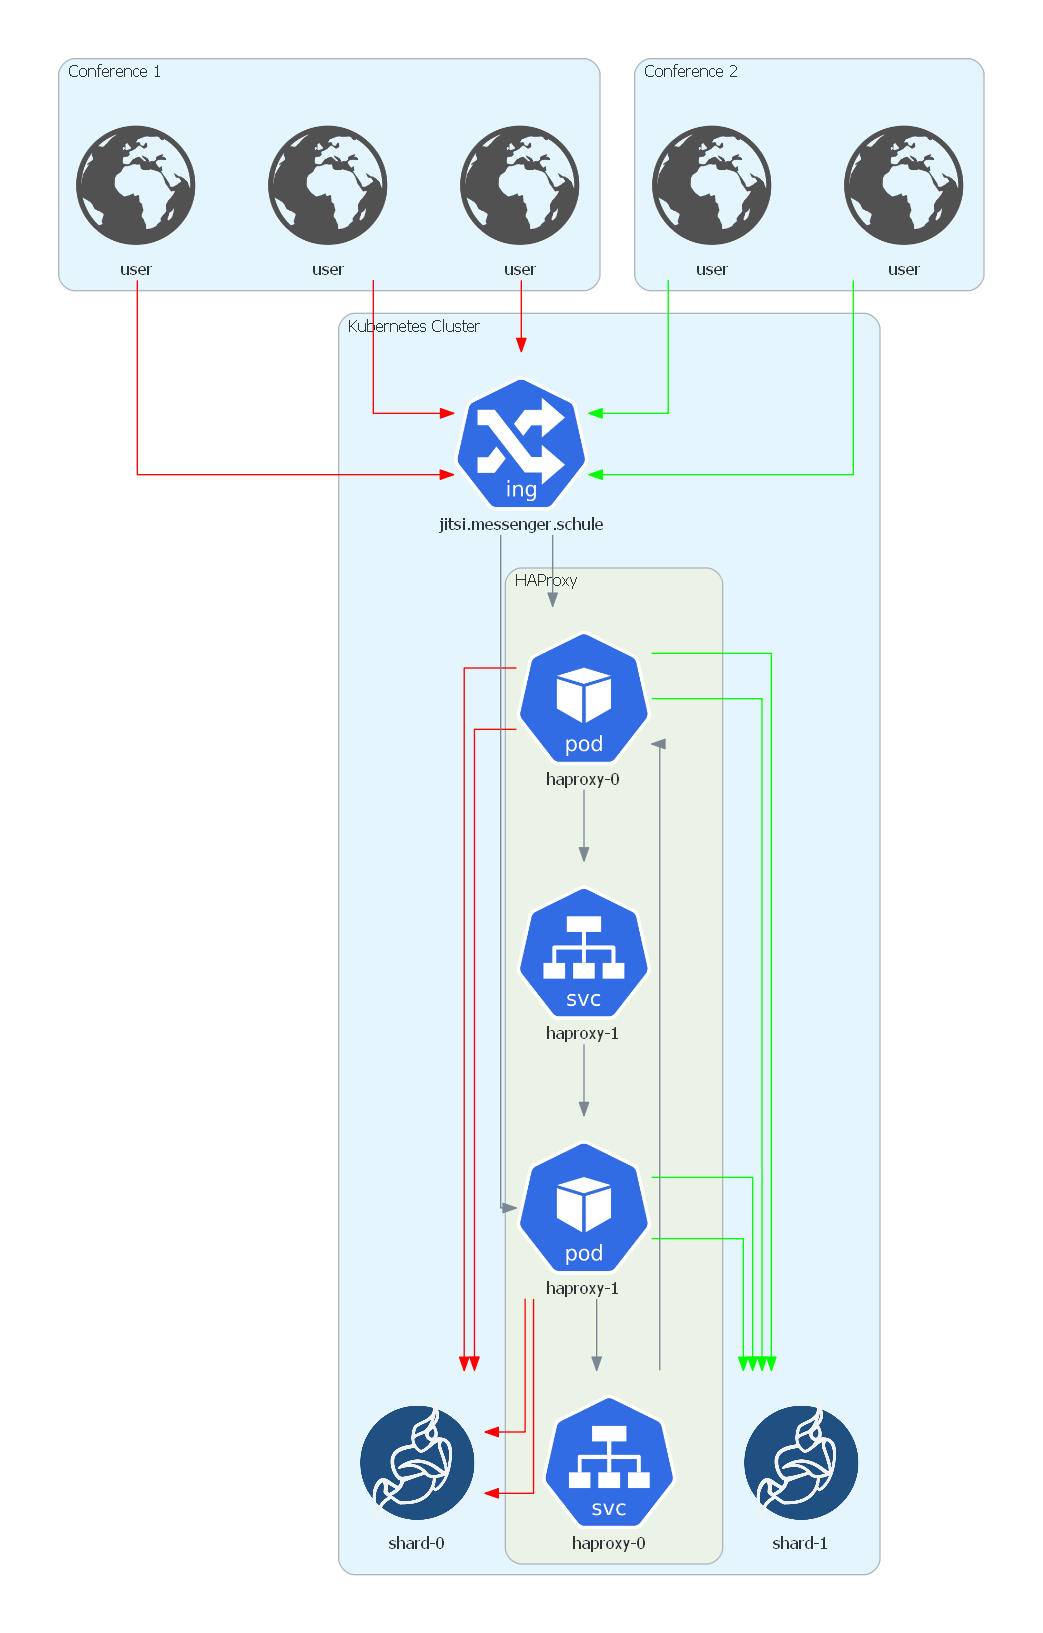 Conference 1
Conference 2
user
user
user
user
user
Kubernetes Cluster
ing
jitsi.messenger.schule
HAProxy
pod
haproxy-0
svc
haproxy-1
pod
haproxy-1
svc
shard-0
haproxy-0
shard-1